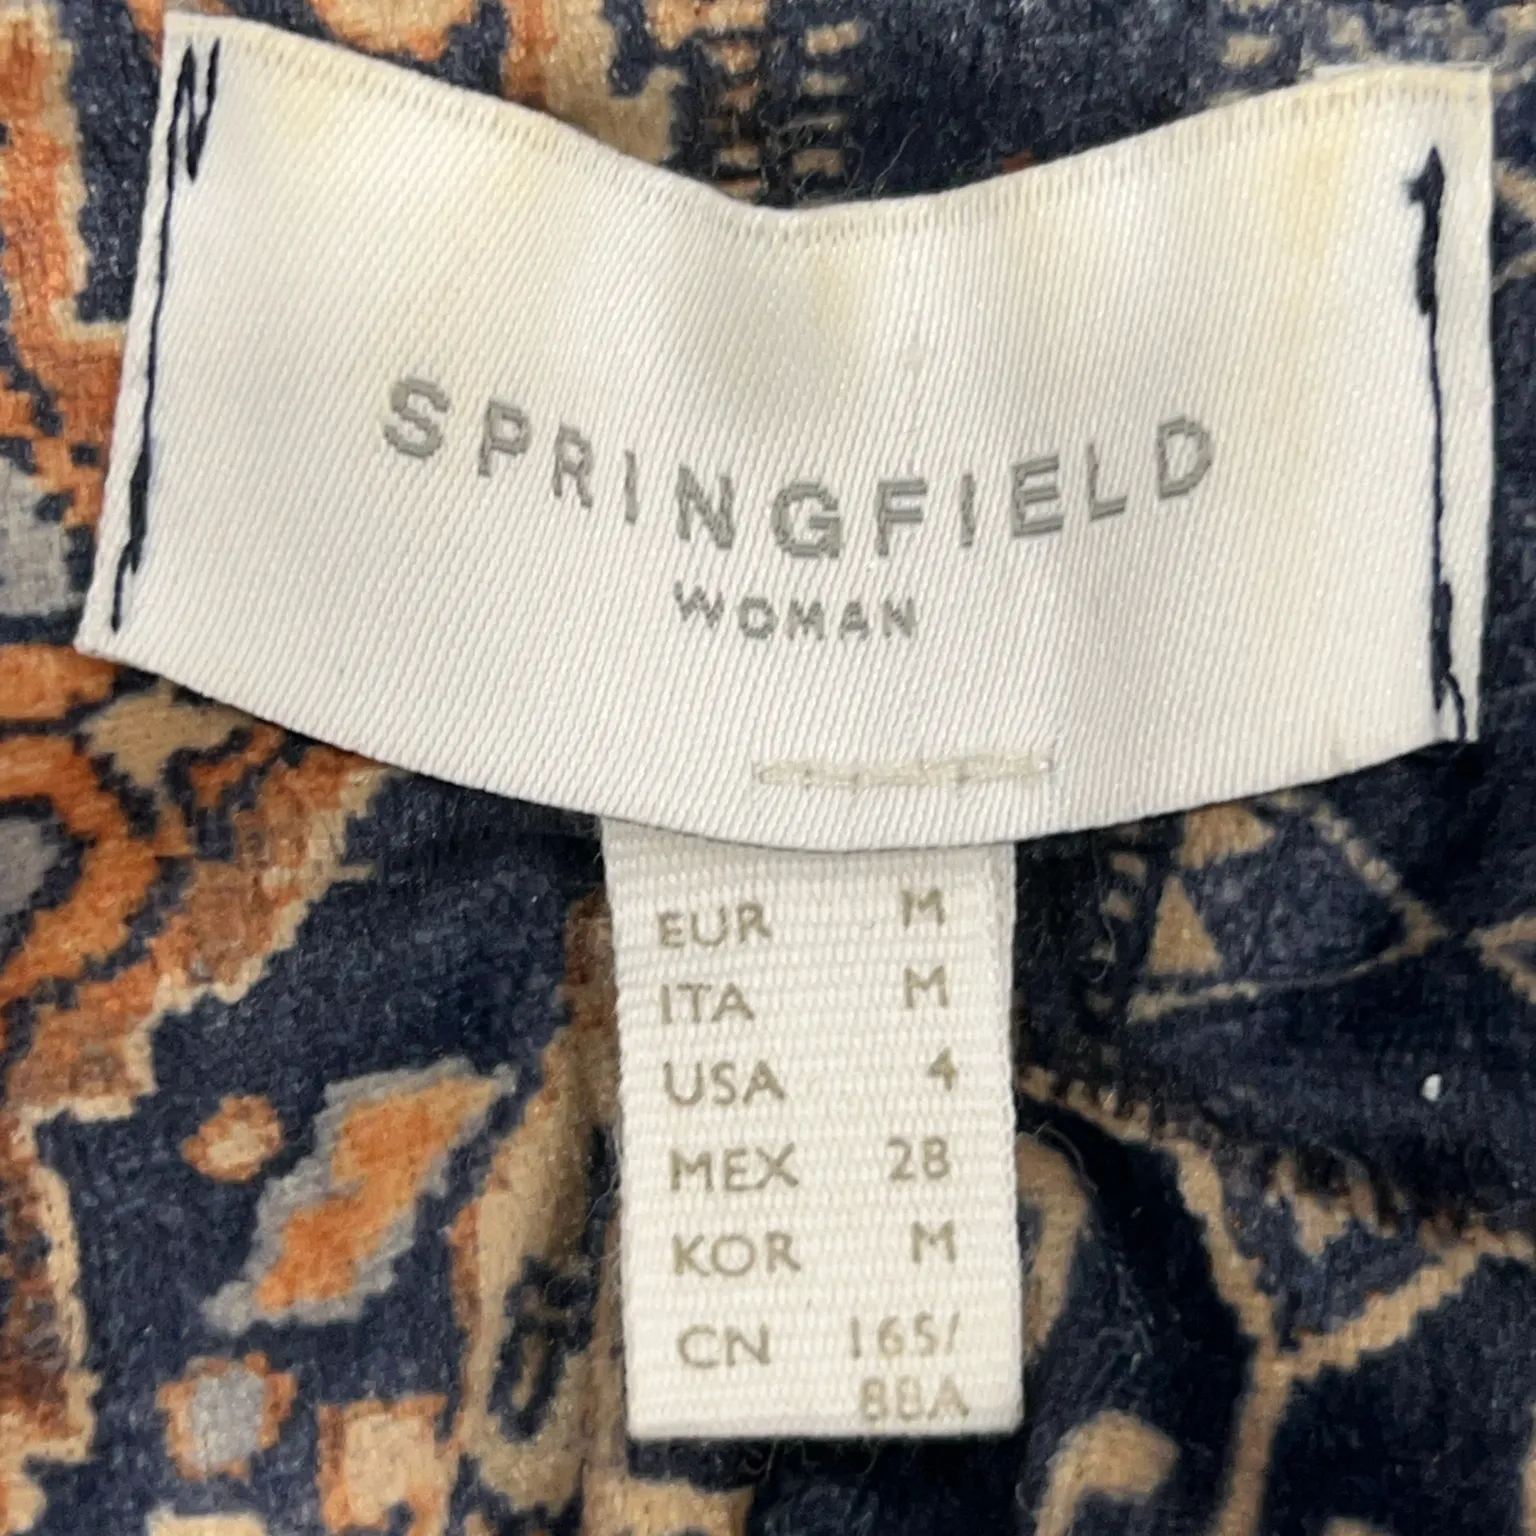 SPRINGFIELD
WOMAN
EUR M
ITA M
USA 4
MEX 28
KOR M
CN 165/
88A